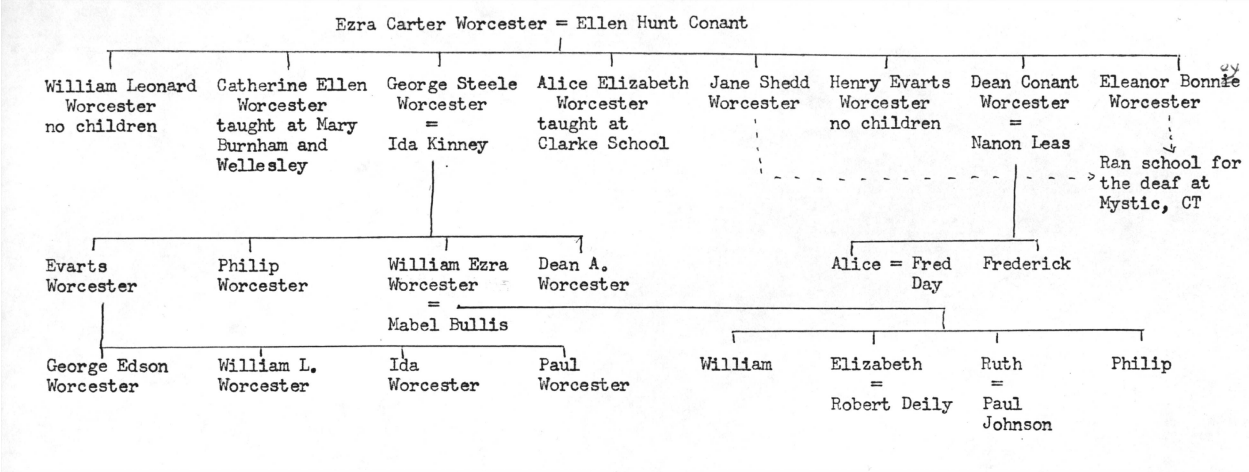 Ezra Carter Worcester = Ellen Hunt Conant
William Leonard
Worcester
no children
Catherine Ellen
Worcester
taught at Mary
Burnham and
Wellesley
George Steele
Worcester
=
Ida Kinney
Alice Elizabeth
Worcester
taught at
Clarke School
Jane Shedd
Worcester
Henry Evarts
Worcester
no children
Dean Conant
Worcester
=
Nanon Leas
Eleanor Bonnie
Worcester
Ran school for
the deaf at
Mystic, CT
Evarts
Worcester
Philip
Worcester
William Ezra
Worcester
=
Mabel Bullis
Dean A.
Worcester
Alice = Fred
Day
Frederick
George Edson
Worcester
William L.
Worcester
Ida
Worcester
Paul
Worcester
William
Elizabeth
=
Robert Deily
Ruth
=
Paul
Johnson
Philip